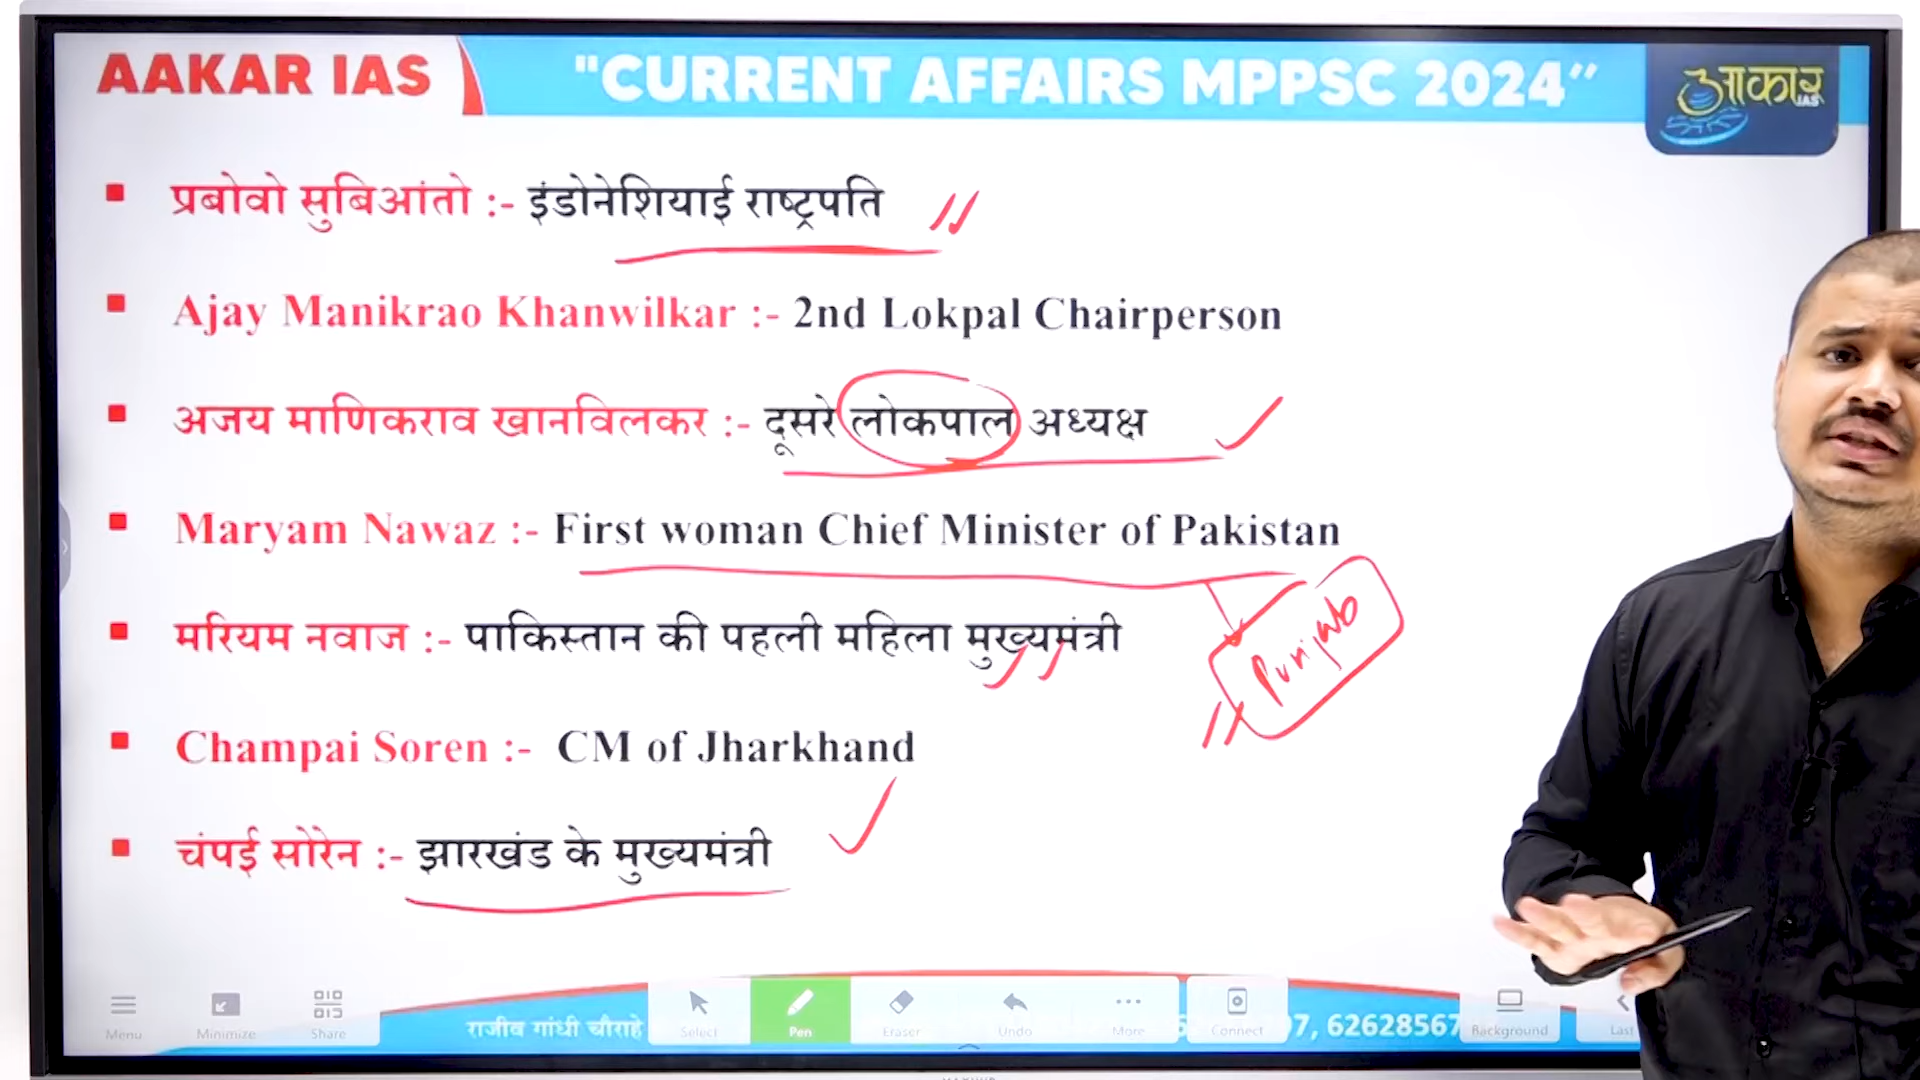 AAKAR IAS
"CURRENT AFFAIRS MPPSC 2024”
आकार
IAS
प्रबोवो सुबिआंतो :- इंडोनेशियाई राष्ट्रपति
Ajay Manikrao Khanwilkar :- 2nd Lokpal Chairperson
अजय माणिकराव खानविलकर :- दूसरे लोकपाल अध्यक्ष
Maryam Nawaz :- First woman Chief Minister of Pakistan
Punjab
मरियम नवाज :- पाकिस्तान की पहली महिला मुख्यमंत्री
Champai Soren :- CM of Jharkhand
चंपई सोरेन :- झारखंड के मुख्यमंत्री
Menu Minimize Share Select Pen Eraser Undo More Connect Background Last
राजीव गांधी चौराहे